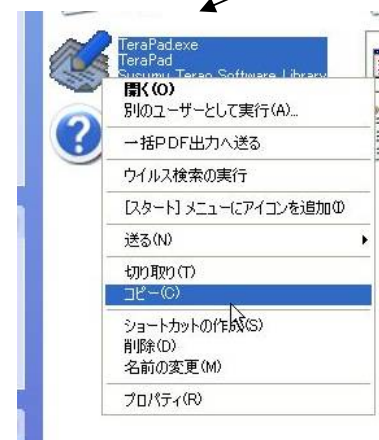 TeraPad.exe
TeraPad
Susumu Terao Software Library
開く(O)
別のユーザーとして実行(A)...
一括PDF出力へ送る
ウイルス検索の実行
[スタート] メニューにアイコンを追加(I)
送る(N)
切り取り(T)
コピー(C)
ショートカットの作成(S)
削除(D)
名前の変更(M)
プロパティ(R)